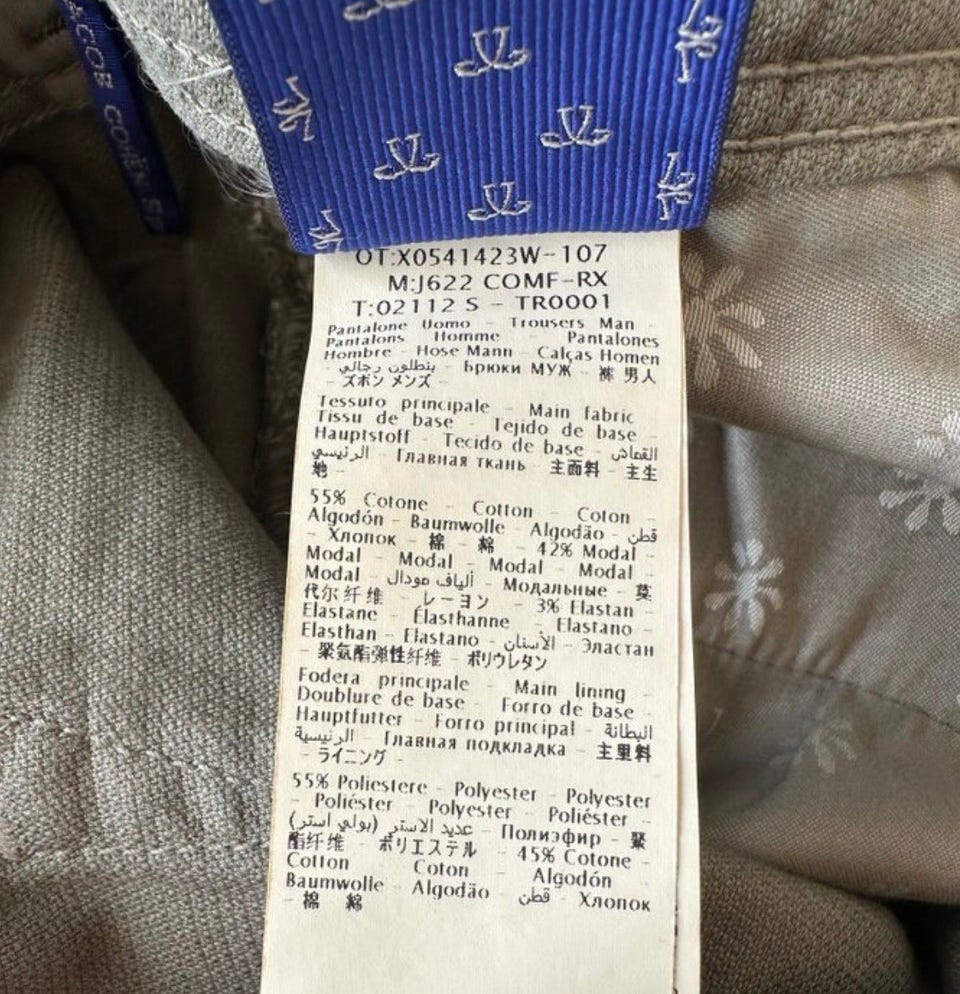 JACOB COHËN
OT:X0541423W-107
M:J622 COMF-RX
T:02112 S - TR0001
Pantalone Uomo - Trousers Man -
Pantalons Homme - Pantalones
Hombre - Hose Mann - Calças Homen
- بنطلون رجالي - Брюки МУЖ - 裤 男人
- ズボン メンズ -
Tessuto principale - Main fabric
Tissu de base - Tejido de base -
Hauptstoff - Tecido de base - القماش
الرئيسي - Главная ткань - 主面料 - 主生
地 -
55% Cotone - Cotton - Coton -
Algodón - Baumwolle - Algodão - قطن
- Хлопок - 棉 - 綿 - 42% Modal -
Modal - Modal - Modal - Modal -
Modal - ألياف مودال - Модальные - 莫
代尔纤维 - レーヨン - 3% Elastan -
Elastane - Élasthanne - Elastano -
Elasthan - Elastano - الأستان - Эластан
- 聚氨酯弹性纤维 - ポリウレタン
Fodera principale - Main lining -
Doublure de base - Forro de base -
Hauptfutter - Forro principal - البطانة
الرئيسية - Главная подкладка - 主里料
- ライニング -
55% Poliestere - Polyester - Polyester
- Poliéster - Polyester - Poliéster -
عديد الاستر (بولي استر) - Полиэфир - 聚
酯纤维 - ポリエステル - 45% Cotone -
Cotton - Coton - Algodón -
Baumwolle - Algodão - قطن - Хлопок
- 棉 - 綿